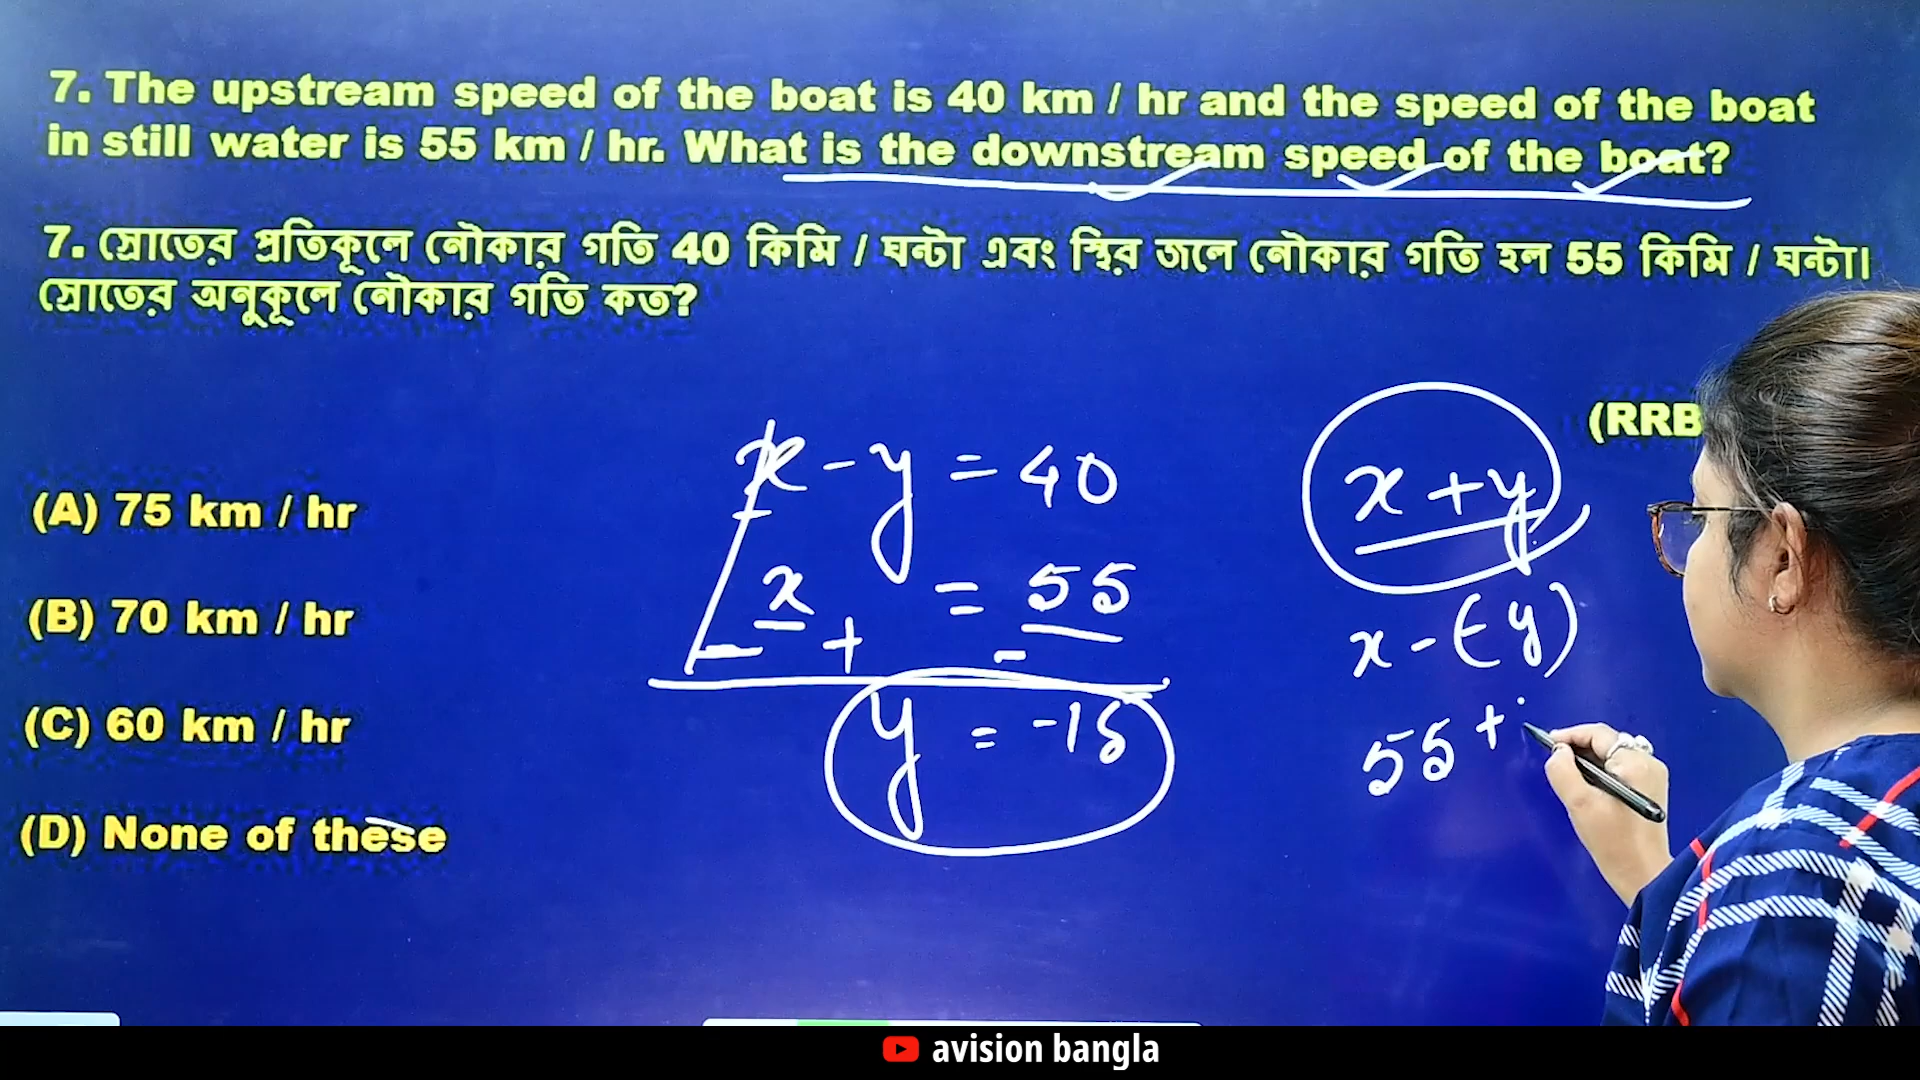 7. The upstream speed of the boat is 40 km / hr and the speed of the boat
in still water is 55 km / hr. What is the downstream speed of the boat?
7. স্রোতের প্রতিকূলে নৌকার গতি 40 কিমি / ঘন্টা এবং স্থির জলে নৌকার গতি হল 55 কিমি / ঘন্টা।
স্রোতের অনুকূলে নৌকার গতি কত?
(RRB
(A) 75 km / hr
(B) 70 km / hr
(C) 60 km / hr
(D) None of these
x - y = 40
x = 55
- + -
y = -15
x + y
x - (- y)
55 +
avision bangla